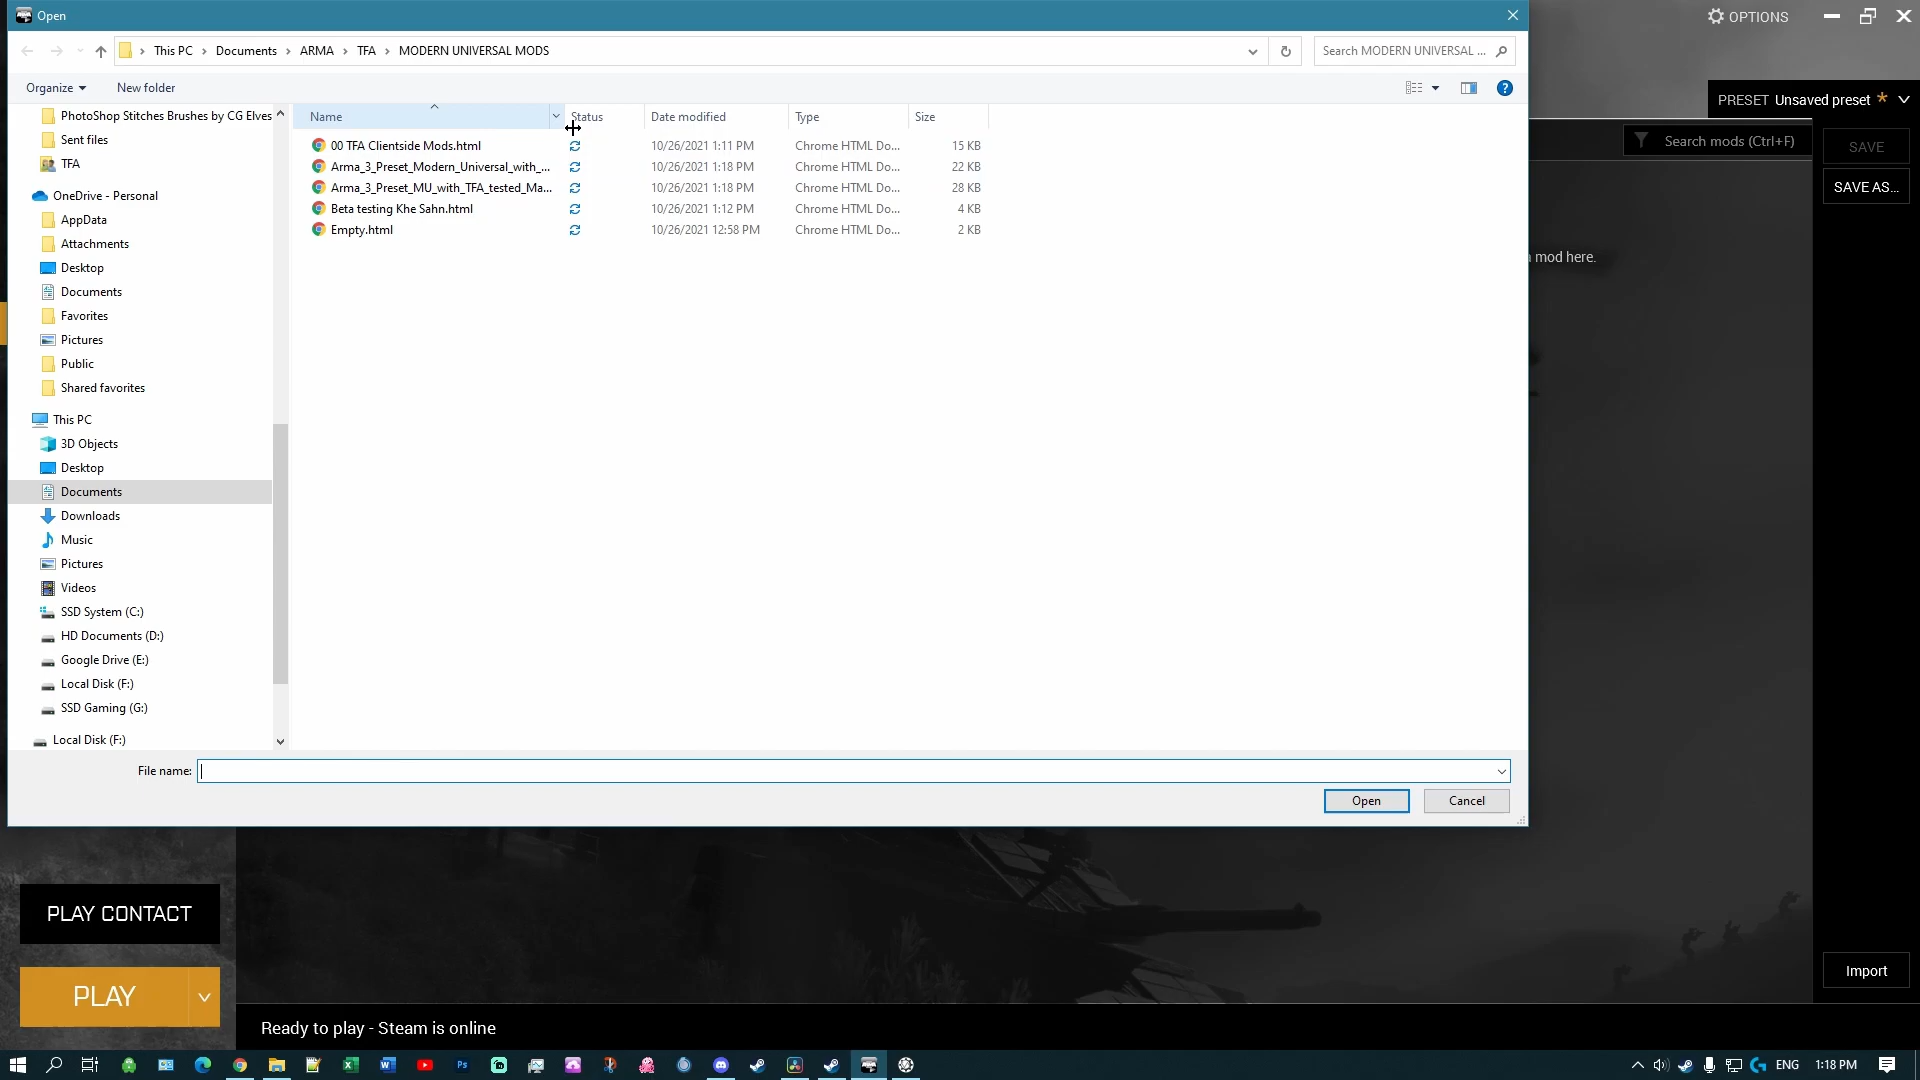 Open
OPTIONS
This PC > Documents > ARMA > TFA > MODERN UNIVERSAL MODS
Search MODERN UNIVERSAL ...
Organize
New folder
PRESET Unsaved preset *
Search mods (Ctrl+F)
SAVE
SAVE AS...
mod here.
Name
Status
Date modified
Type
Size
00 TFA Clientside Mods.html 10/26/2021 1:11 PM Chrome HTML Do... 15 KB
Arma_3_Preset_Modern_Universal_with_... 10/26/2021 1:18 PM Chrome HTML Do... 22 KB
Arma_3_Preset_MU_with_TFA_tested_Ma... 10/26/2021 1:18 PM Chrome HTML Do... 28 KB
Beta testing Khe Sahn.html 10/26/2021 1:12 PM Chrome HTML Do... 4 KB
Empty.html 10/26/2021 12:58 PM Chrome HTML Do... 2 KB
PhotoShop Stitches Brushes by CG Elves
Sent files
TFA
OneDrive - Personal
AppData
Attachments
Desktop
Documents
Favorites
Pictures
Public
Shared favorites
This PC
3D Objects
Desktop
Documents
Downloads
Music
Pictures
Videos
SSD System (C:)
HD Documents (D:)
Google Drive (E:)
Local Disk (F:)
SSD Gaming (G:)
Local Disk (F:)
File name:
Open
Cancel
PLAY CONTACT
PLAY
Import
Ready to play - Steam is online
ENG
1:18 PM